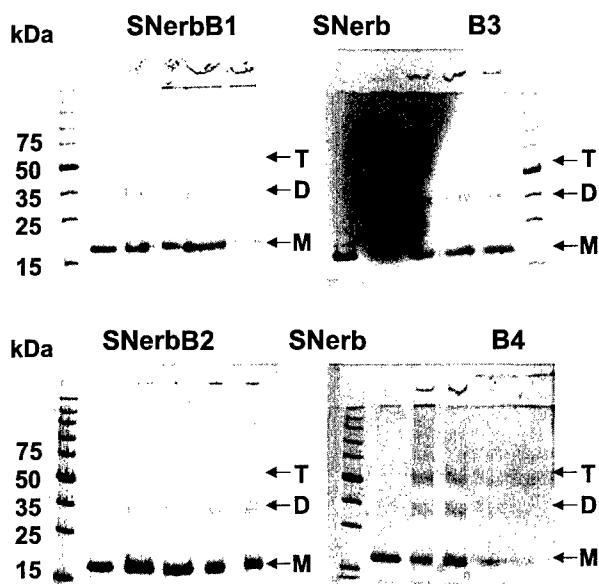 kDa SNerbB1 SNerb B3
75
50
35
25
15
T
D
M
T
D
M
kDa SNerbB2 SNerb B4
75
50
35
25
15
T
D
M
T
D
M